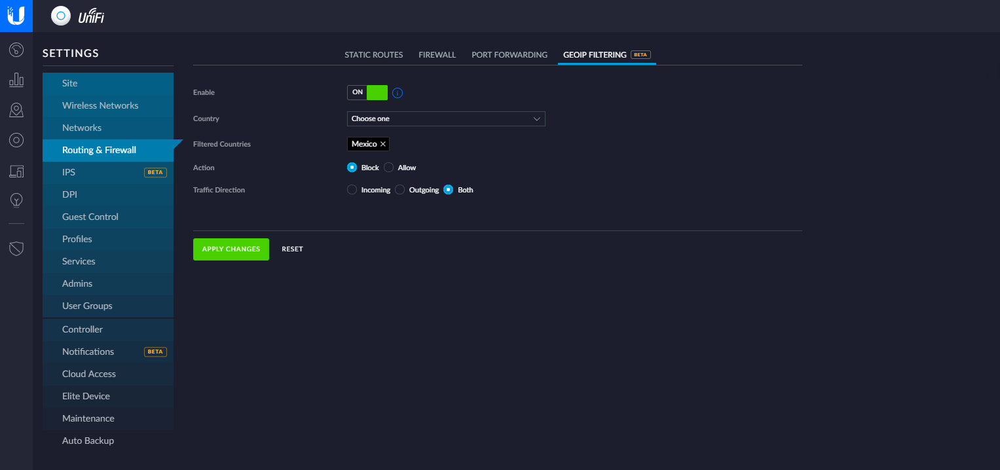 UniFi
SETTINGS
Site
Wireless Networks
Networks
Routing & Firewall
IPS BETA
DPI
Guest Control
Profiles
Services
Admins
User Groups
Controller
Notifications BETA
Cloud Access
Elite Device
Maintenance
Auto Backup
STATIC ROUTES FIREWALL PORT FORWARDING GEOIP FILTERING BETA
Enable ON
Country Choose one
Filtered Countries Mexico
Action Block Allow
Traffic Direction Incoming Outgoing Both
APPLY CHANGES RESET